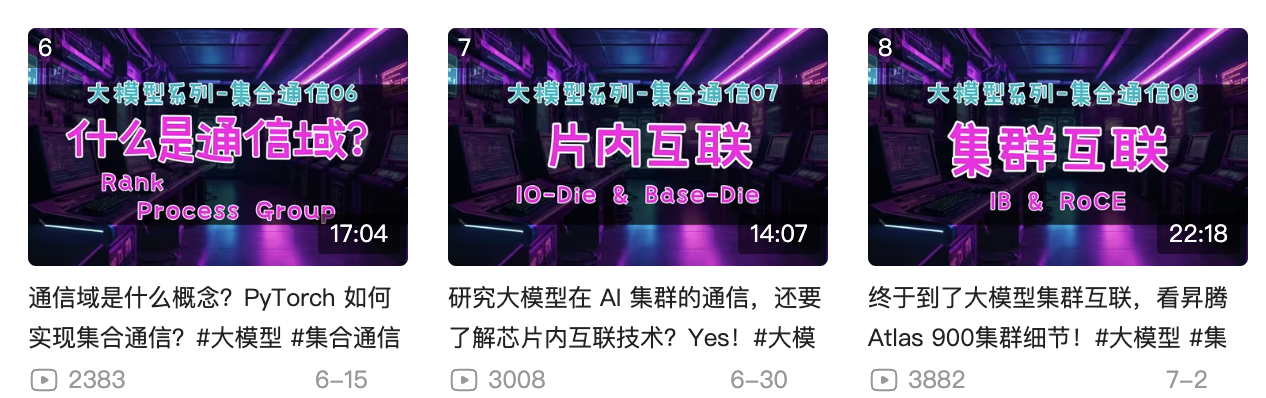 6
大模型系列-集合通信06
什么是通信域?
Rank
Process Group
17:04
通信域是什么概念？PyTorch 如何
实现集合通信？#大模型 #集合通信
2383
6-15
7
大模型系列-集合通信07
片内互联
IO-Die & Base-Die
14:07
研究大模型在 AI 集群的通信，还要
了解芯片内互联技术？Yes！#大模
3008
6-30
8
大模型系列-集合通信08
集群互联
IB & RoCE
22:18
终于到了大模型集群互联，看昇腾
Atlas 900集群细节！#大模型 #集
3882
7-2